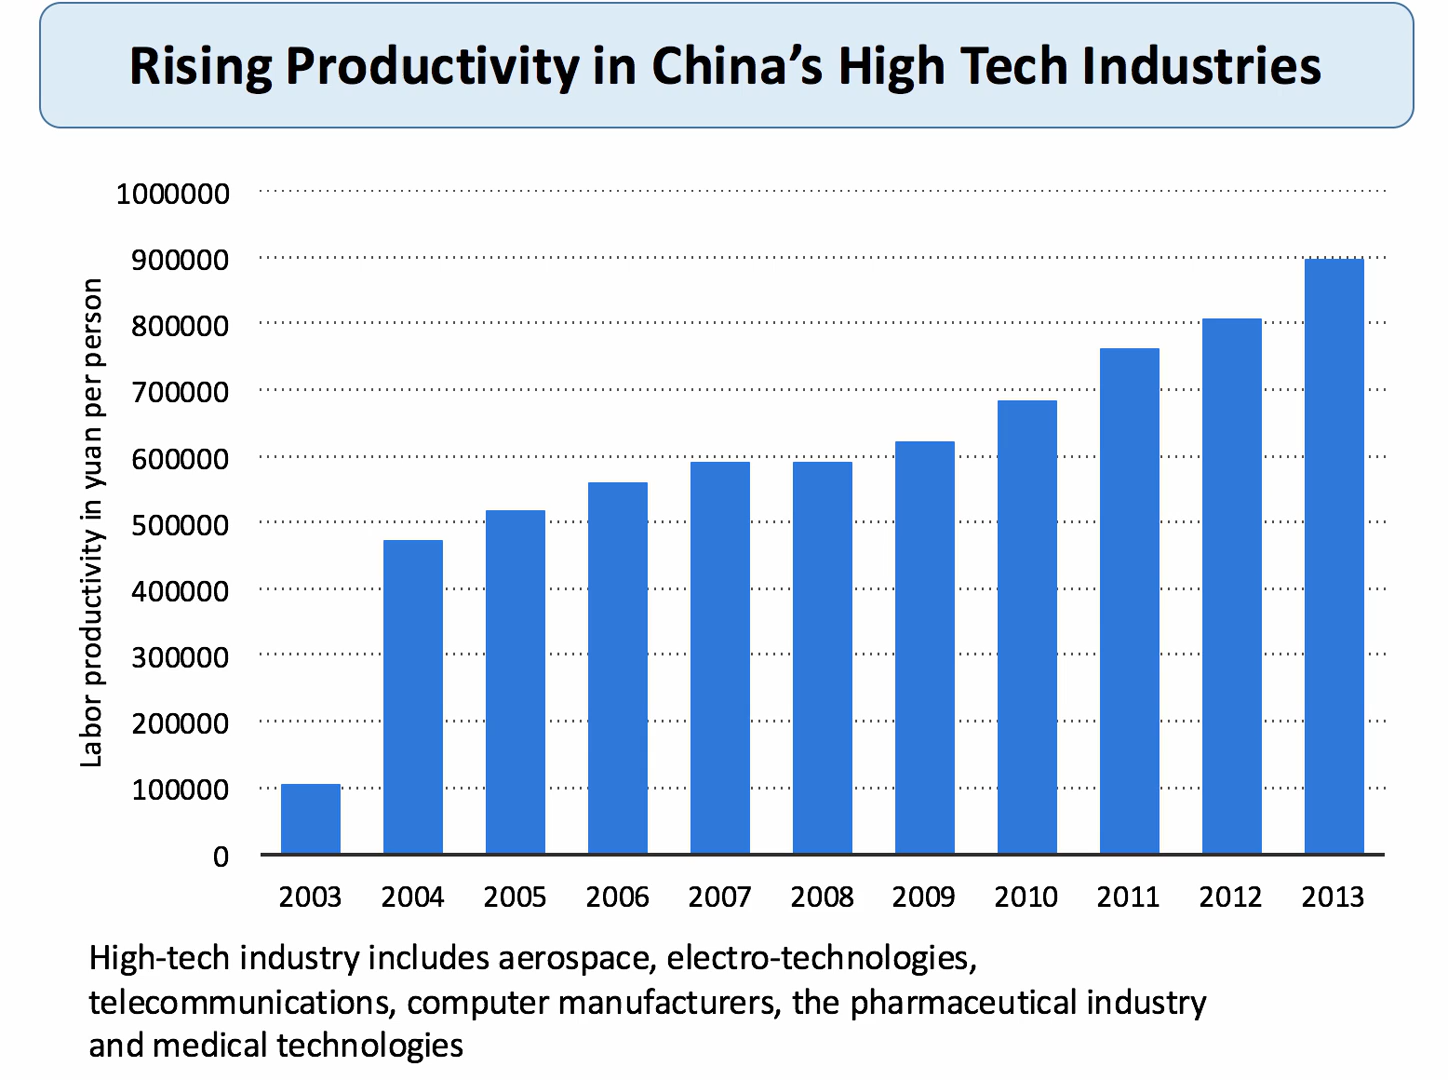 Rising Productivity in China’s High Tech Industries
Labor productivity in yuan per person
1000000
900000
800000
700000
600000
500000
400000
300000
200000
100000
0
2003 2004 2005 2006 2007 2008 2009 2010 2011 2012 2013
High-tech industry includes aerospace, electro-technologies,
telecommunications, computer manufacturers, the pharmaceutical industry
and medical technologies